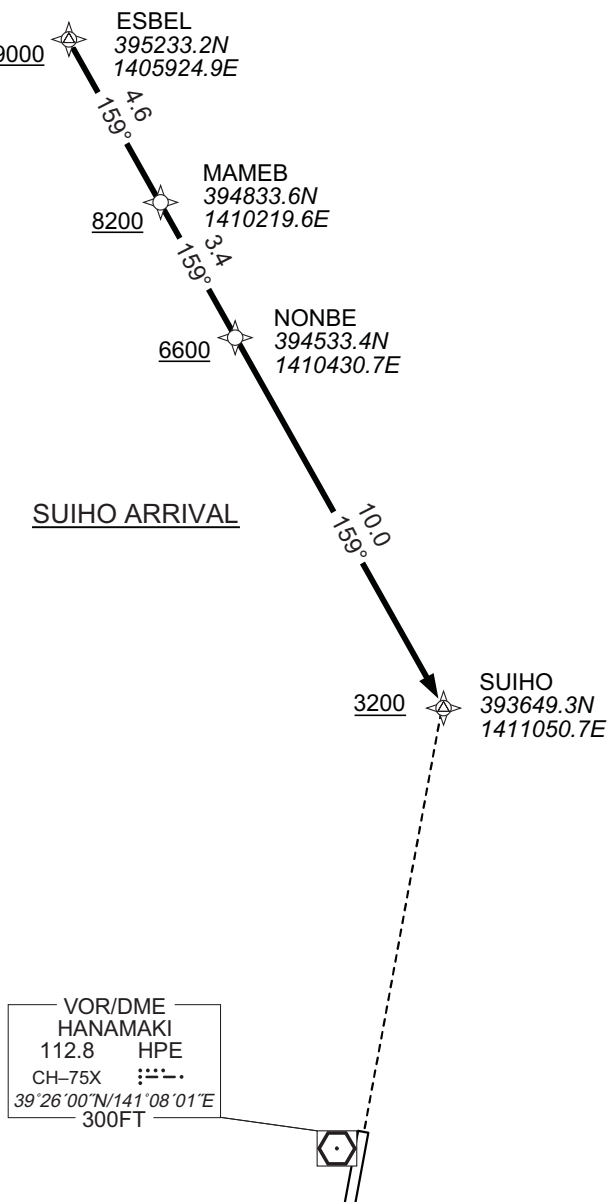 ESBEL
395233.2N
1405924.9E
4.6
159°
MAMEB
394833.6N
1410219.6E
8200
3.4
159°
NONBE
394533.4N
1410430.7E
6600
SUIHO ARRIVAL
10.0
159°
SUIHO
393649.3N
1411050.7E
3200
VOR/DME
HANAMAKI
112.8 HPE
CH–75X
39°26′00″N/141°08′01″E
300FT